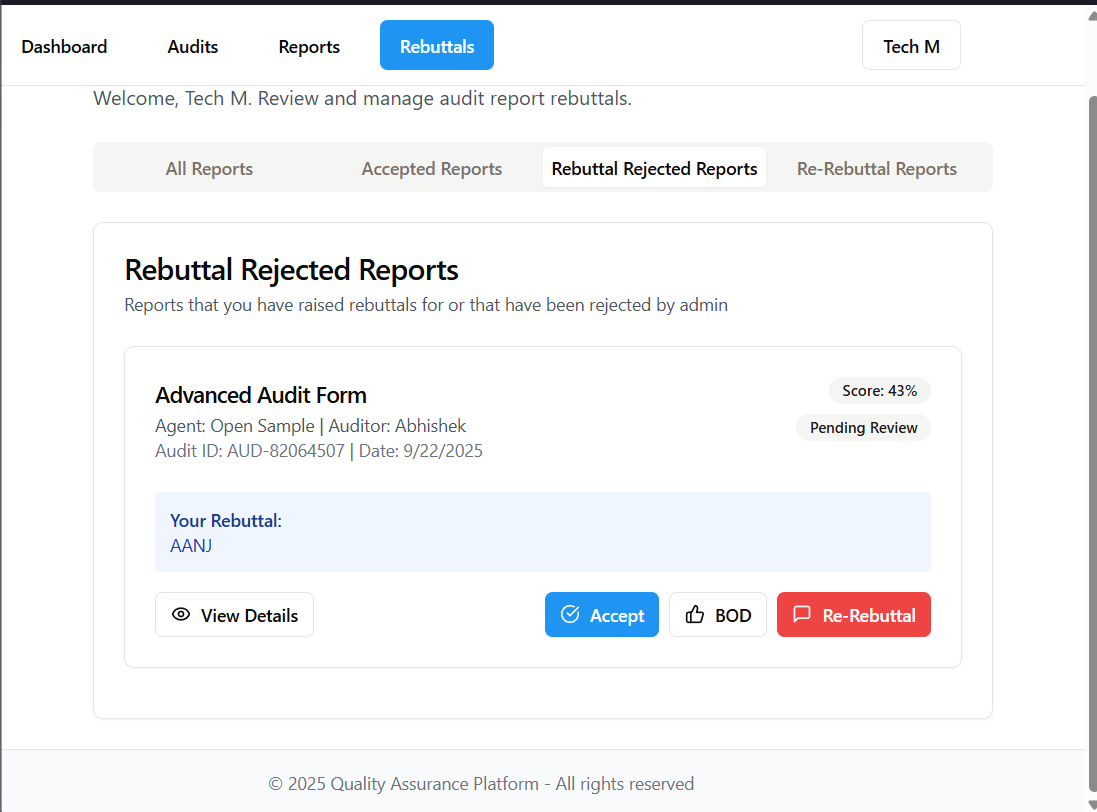 Dashboard Audits Reports Rebuttals Tech M
Welcome, Tech M. Review and manage audit report rebuttals.
All Reports Accepted Reports Rebuttal Rejected Reports Re-Rebuttal Reports
Rebuttal Rejected Reports
Reports that you have raised rebuttals for or that have been rejected by admin
Advanced Audit Form Score: 43%
Agent: Open Sample | Auditor: Abhishek Pending Review
Audit ID: AUD-82064507 | Date: 9/22/2025
Your Rebuttal:
AANJ
View Details Accept BOD Re-Rebuttal
© 2025 Quality Assurance Platform - All rights reserved